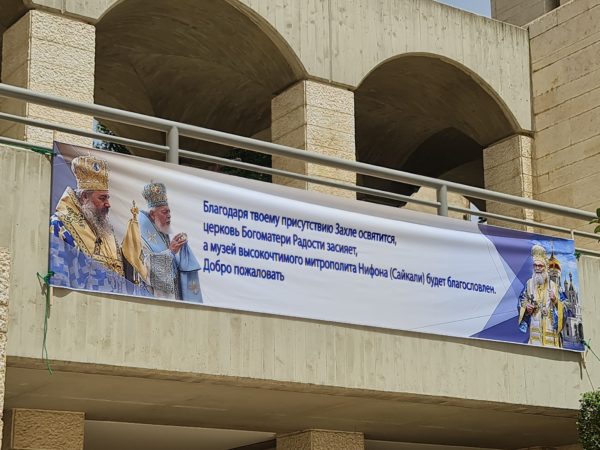 Благодаря твоему присутствию Захле освятится,
церковь Богоматери Радости засияет,
а музей высокочтимого митрополита Нифона (Сайкали) будет благословлен.
Добро пожаловать